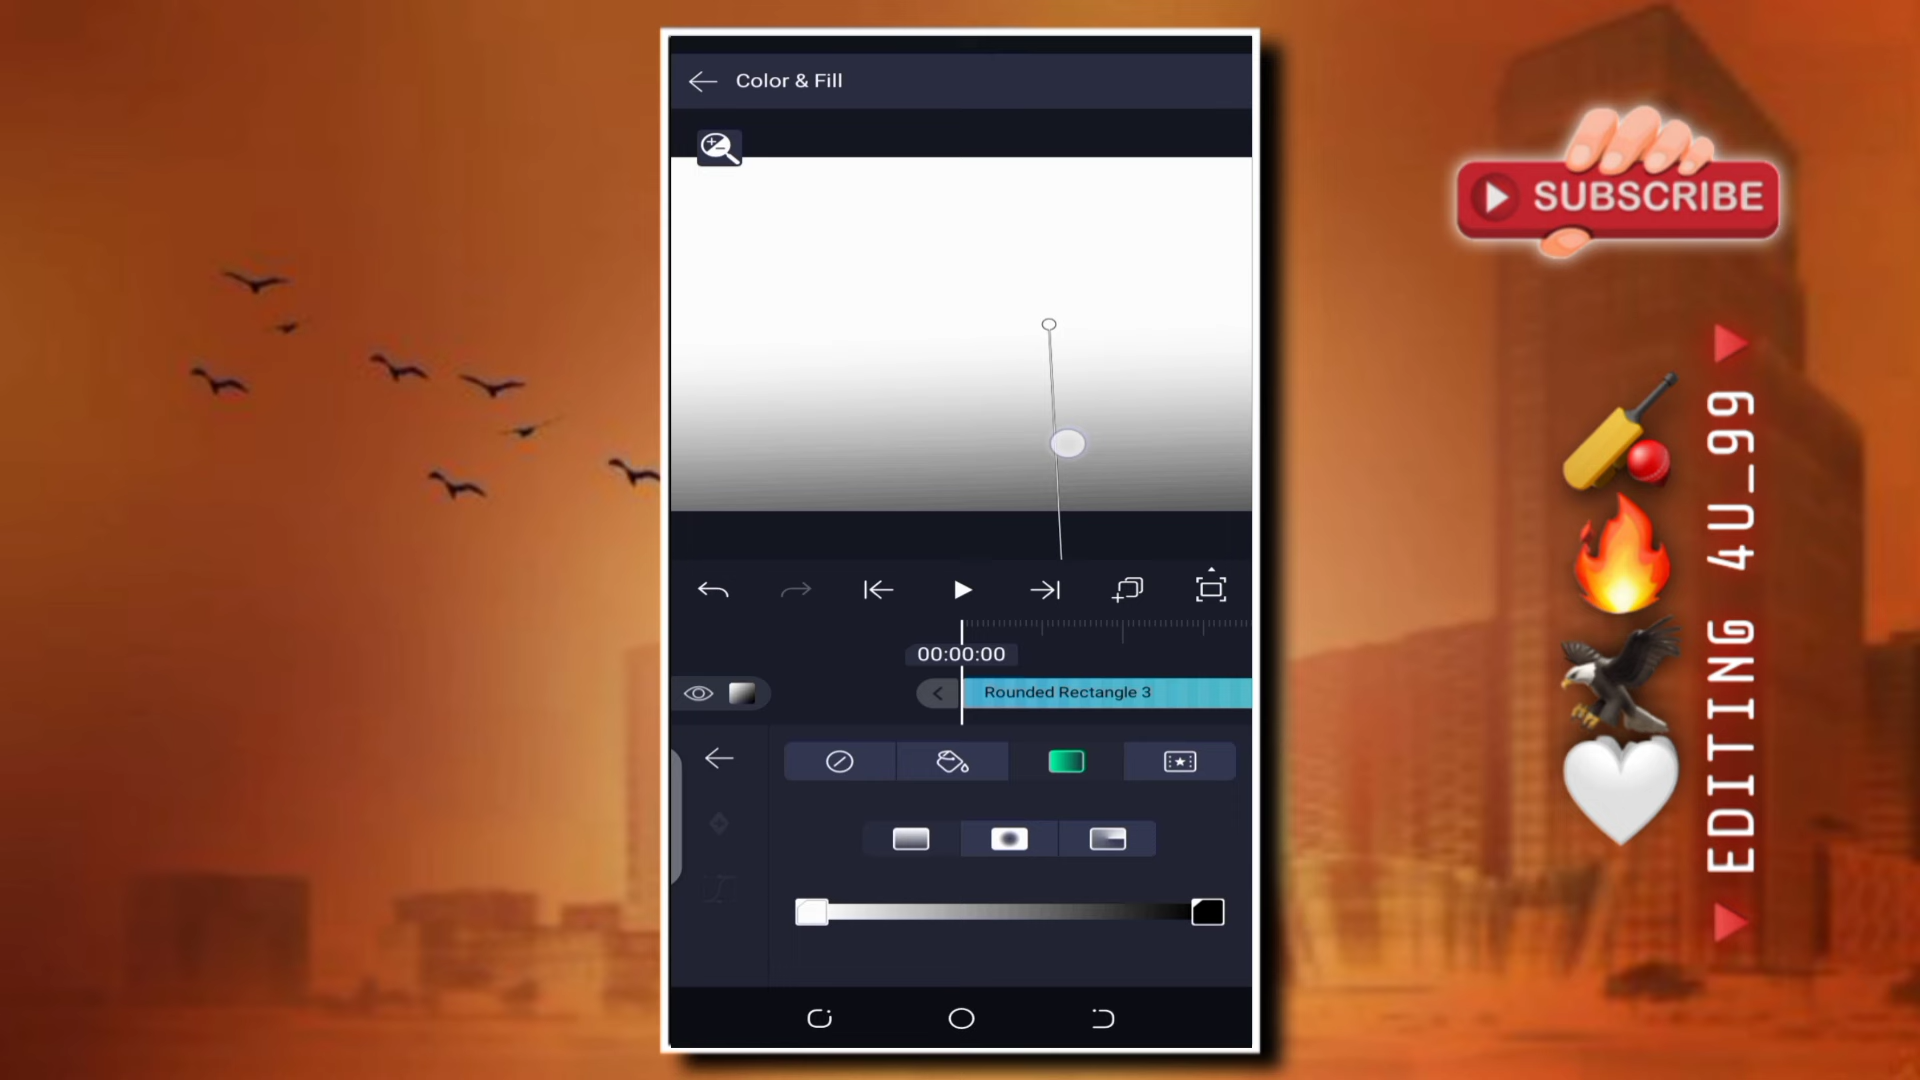 Color & Fill
SUBSCRIBE
EDITING 4U_99
00:00:00
Rounded Rectangle 3